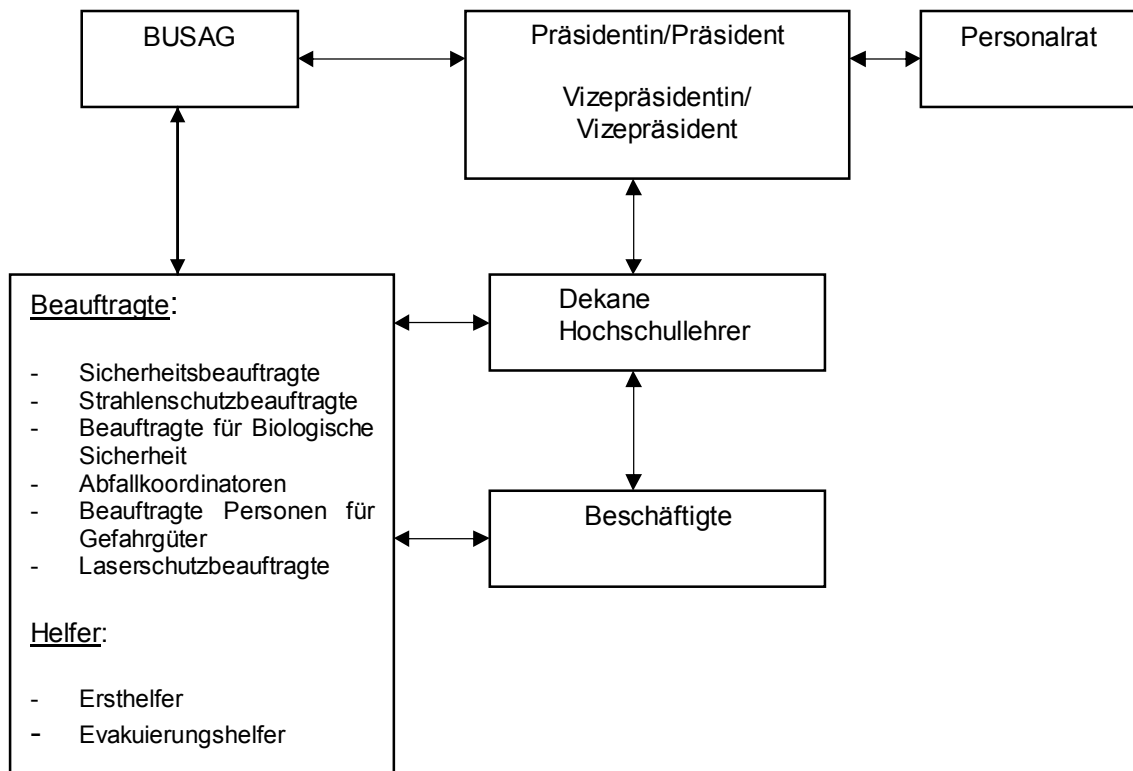 BUSAG
Präsidentin/Präsident
Vizepräsidentin/
Vizepräsident
Personalrat
Beauftragte:
- Sicherheitsbeauftragte
- Strahlenschutzbeauftragte
- Beauftragte für Biologische
Sicherheit
- Abfallkoordinatoren
- Beauftragte Personen für
Gefahrgüter
- Laserschutzbeauftragte
Helfer:
- Ersthelfer
- Evakuierungshelfer
Dekane
Hochschullehrer
Beschäftigte